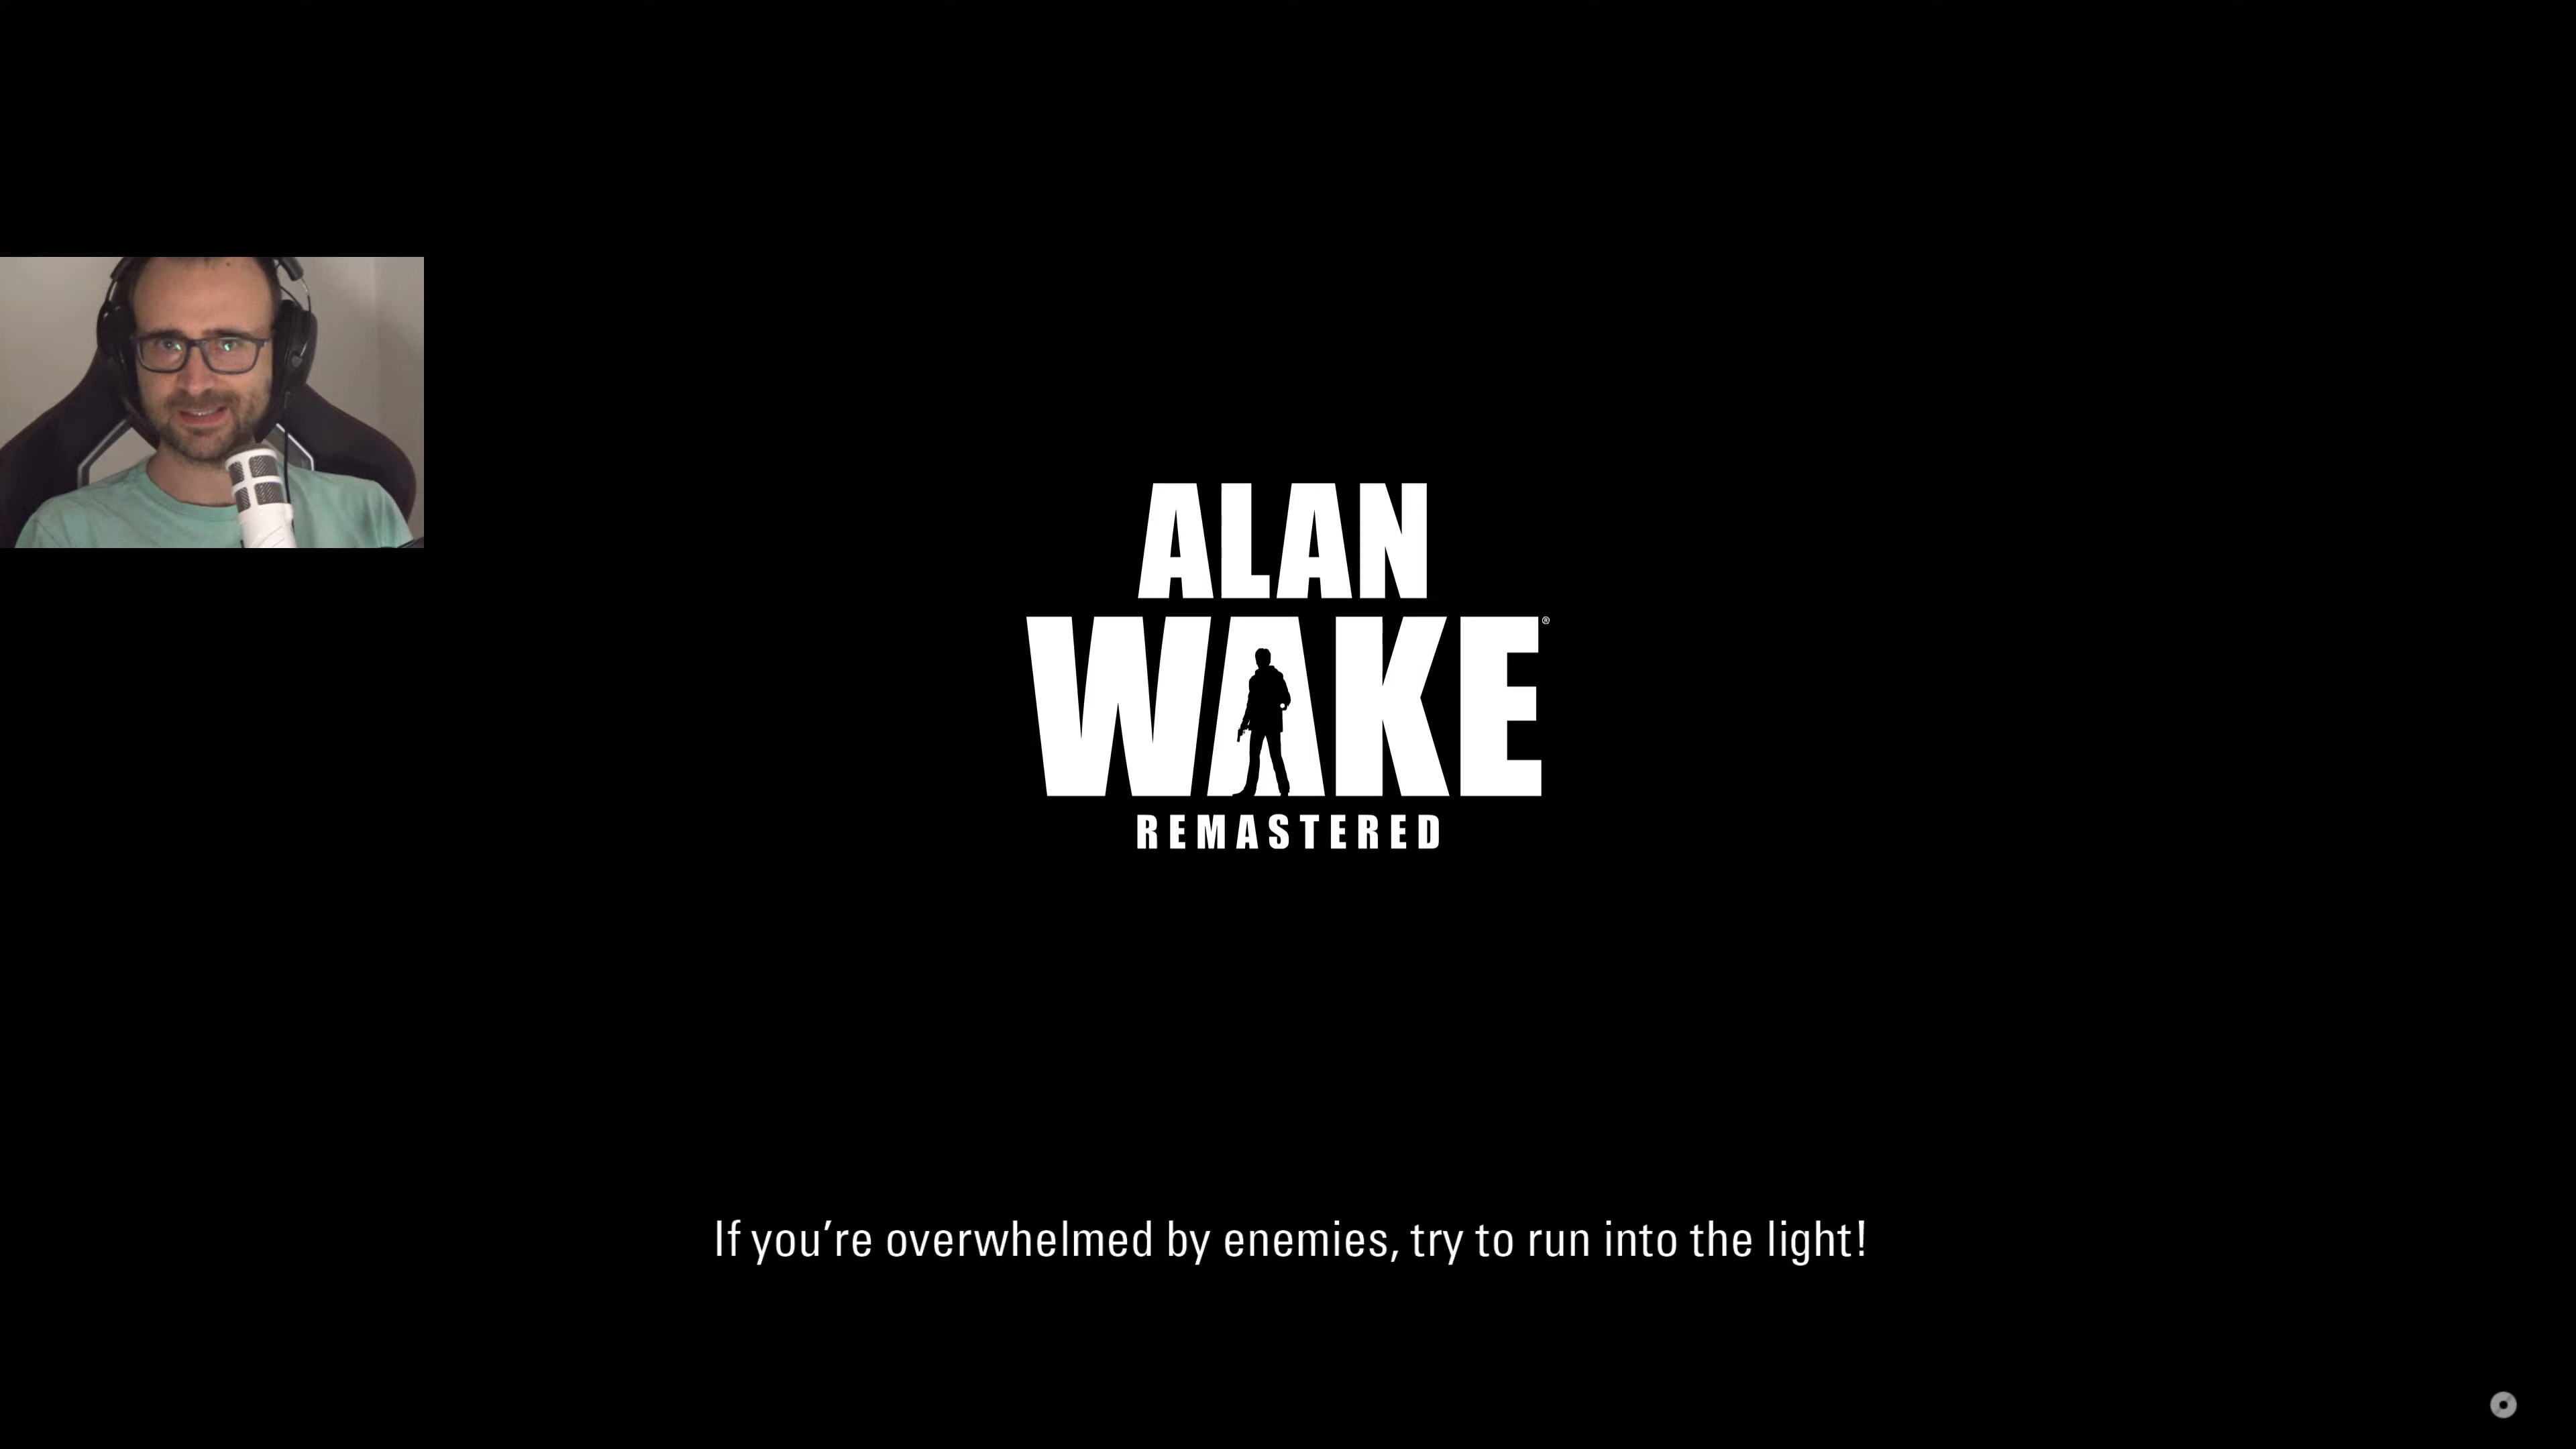 ALAN
WAKE®
REMASTERED
If you’re overwhelmed by enemies, try to run into the light!